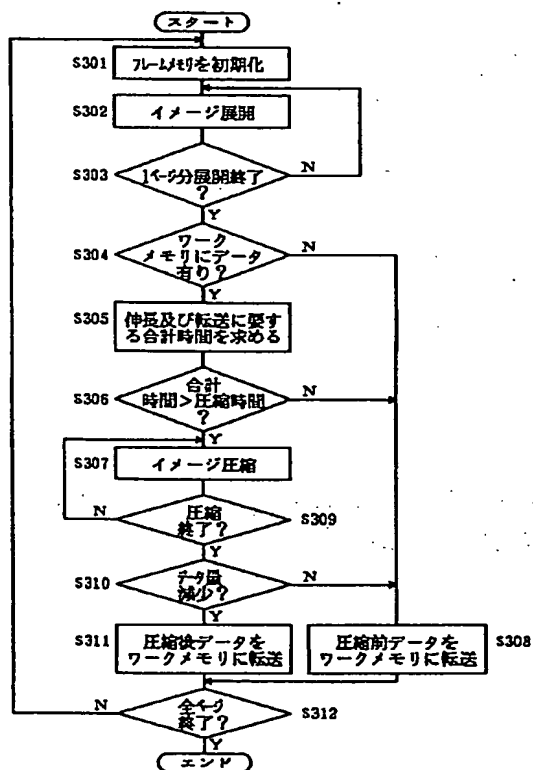 スタート
S301
フレームメモリを初期化
S302
イメージ展開
S303
1ページ分展開終了
?
N
Y
S304
ワーク
メモリにデータ
有り?
N
Y
S305
伸長及び転送に要す
る合計時間を求める
S306
合計
時間>圧縮時間
?
N
Y
S307
イメージ圧縮
圧縮
終了?
S309
N
Y
S310
データ量
減少?
N
Y
S311
圧縮後データを
ワークメモリに転送
圧縮前データを
ワークメモリに転送
S308
全ページ
終了?
S312
N
Y
エンド